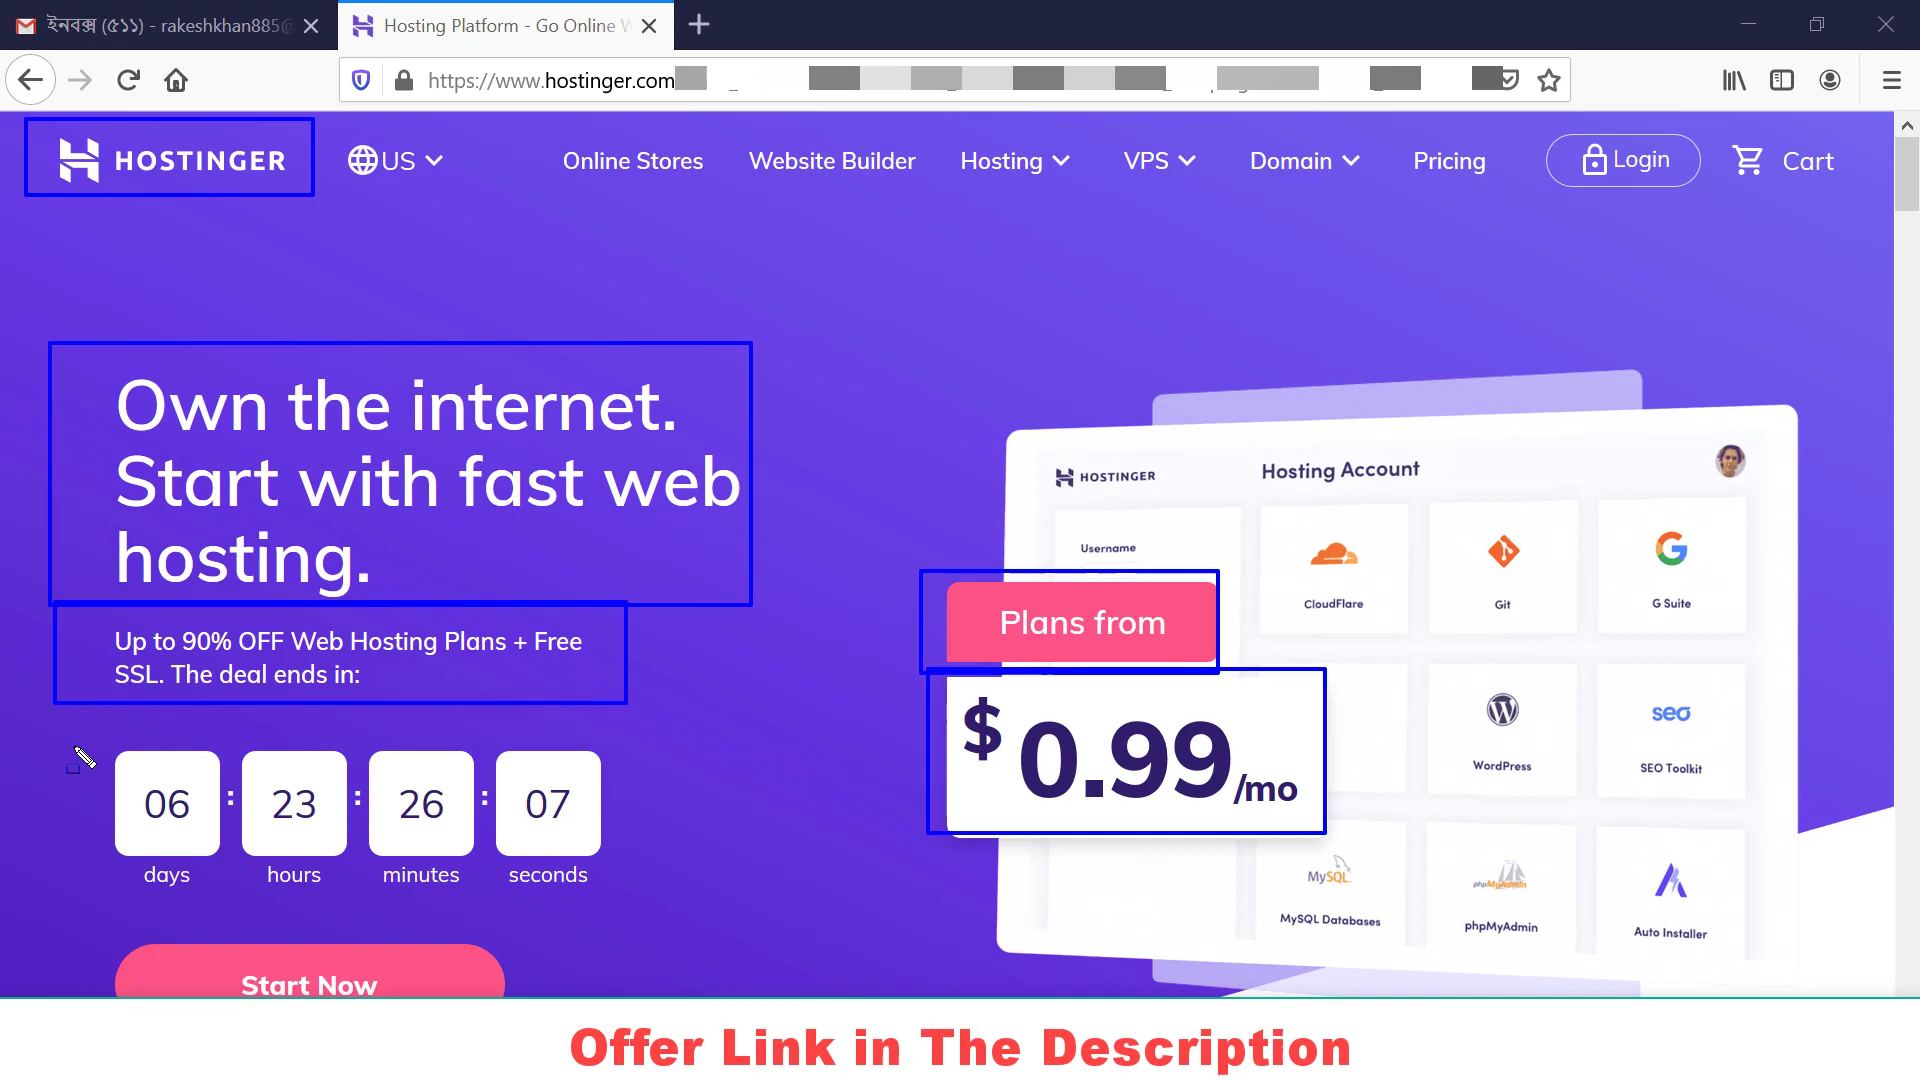 ইনবক্স (৫১১) - rakeshkhan885@
Hosting Platform - Go Online W
https://www.hostinger.com
HOSTINGER
US
Online Stores
Website Builder
Hosting
VPS
Domain
Pricing
Login
Cart
Own the internet.
Start with fast web
hosting.
Up to 90% OFF Web Hosting Plans + Free
SSL. The deal ends in:
06 : 23 : 26 : 07
days hours minutes seconds
Start Now
HOSTINGER
Hosting Account
Username
CloudFlare
Git
G Suite
Plans from
$ 0.99/mo
WordPress
seo
SEO Toolkit
MySQL
MySQL Databases
phpMyAdmin
phpMyAdmin
Auto Installer
Offer Link in The Description